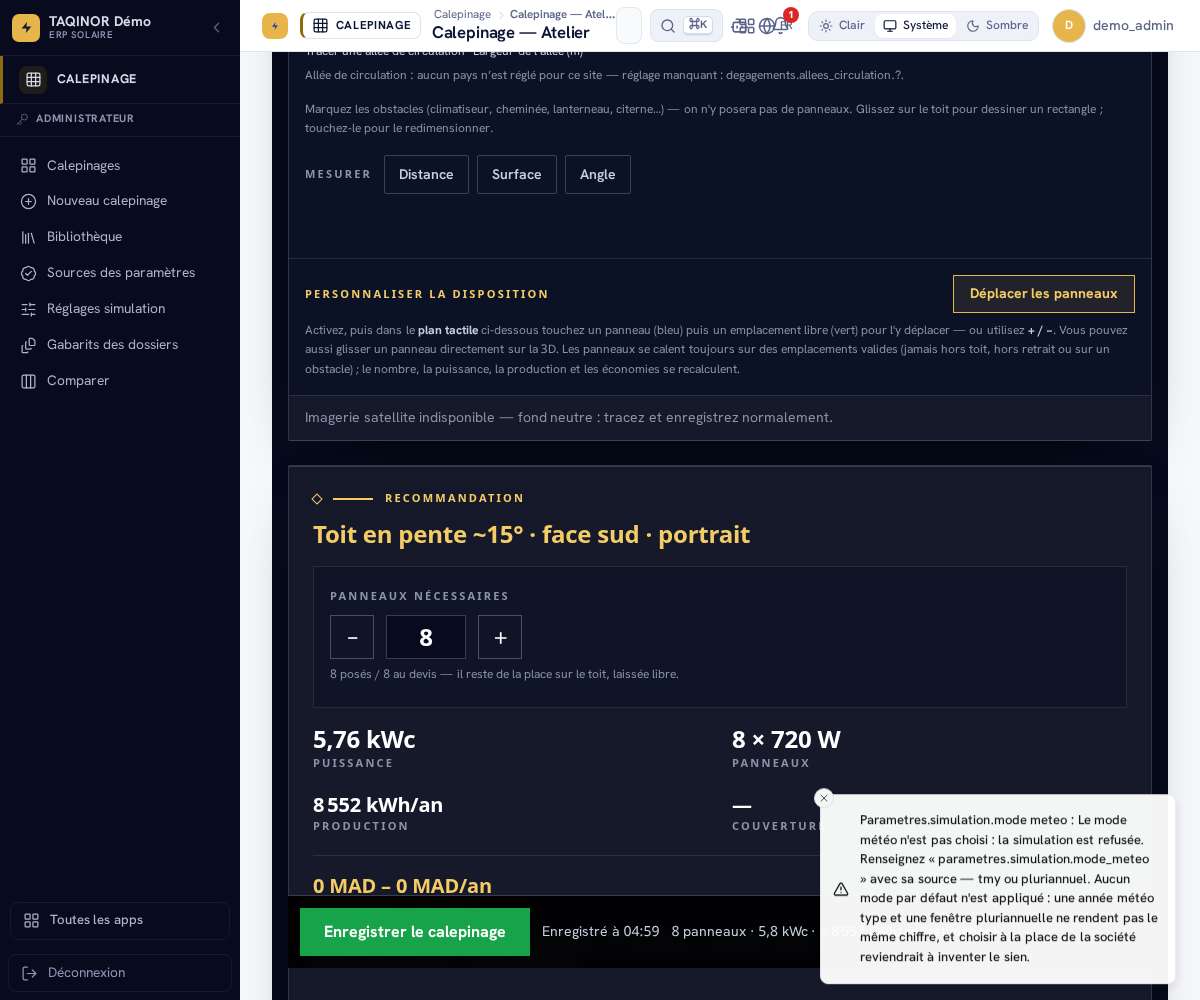 TAQINOR Démo
ERP SOLAIRE
CALEPINAGE
ADMINISTRATEUR
Calepinages
Nouveau calepinage
Bibliothèque
Sources des paramètres
Réglages simulation
Gabarits des dossiers
Comparer
Toutes les apps
Déconnexion
CALEPINAGE
Calepinage
Calepinage — Atel...
Calepinage — Atelier
⌘K
1
Clair
Système
Sombre
D
demo_admin
Tracer une allée de circulation Largeur de l'allée (m)
Allée de circulation : aucun pays n'est réglé pour ce site — réglage manquant : degagements.allees_circulation.?.
Marquez les obstacles (climatiseur, cheminée, lanterneau, citerne…) — on n'y posera pas de panneaux. Glissez sur le toit pour dessiner un rectangle ;
touchez-le pour le redimensionner.
MESURER
Distance
Surface
Angle
PERSONNALISER LA DISPOSITION
Déplacer les panneaux
Activez, puis dans le plan tactile ci-dessous touchez un panneau (bleu) puis un emplacement libre (vert) pour l'y déplacer — ou utilisez + / −. Vous pouvez
aussi glisser un panneau directement sur la 3D. Les panneaux se calent toujours sur des emplacements valides (jamais hors toit, hors retrait ou sur un
obstacle) ; le nombre, la puissance, la production et les économies se recalculent.
Imagerie satellite indisponible — fond neutre : tracez et enregistrez normalement.
RECOMMANDATION
Toit en pente ~15° · face sud · portrait
PANNEAUX NÉCESSAIRES
−
8
+
8 posés / 8 au devis — il reste de la place sur le toit, laissée libre.
5,76 kWc
PUISSANCE
8 × 720 W
PANNEAUX
8 552 kWh/an
PRODUCTION
—
COUVERTURE
0 MAD – 0 MAD/an
Enregistrer le calepinage
Enregistré à 04:59
8 panneaux · 5,8 kWc ·
Parametres.simulation.mode meteo : Le mode
météo n'est pas choisi : la simulation est refusée.
Renseignez « parametres.simulation.mode_meteo
» avec sa source — tmy ou pluriannuel. Aucun
mode par défaut n'est appliqué : une année météo
type et une fenêtre pluriannuelle ne rendent pas le
même chiffre, et choisir à la place de la société
reviendrait à inventer le sien.